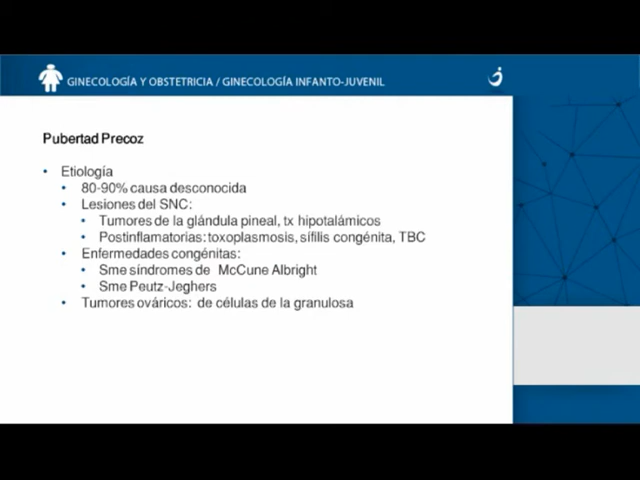 GINECOLOGÍA Y OBSTETRICIA / GINECOLOGÍA INFANTO-JUVENIL
Pubertad Precoz
• Etiología
• 80-90% causa desconocida
• Lesiones del SNC:
• Tumores de la glándula pineal, tx hipotalámicos
• Postinflamatorias: toxoplasmosis, sífilis congénita, TBC
• Enfermedades congénitas:
• Sme síndromes de McCune Albright
• Sme Peutz-Jeghers
• Tumores ováricos: de células de la granulosa